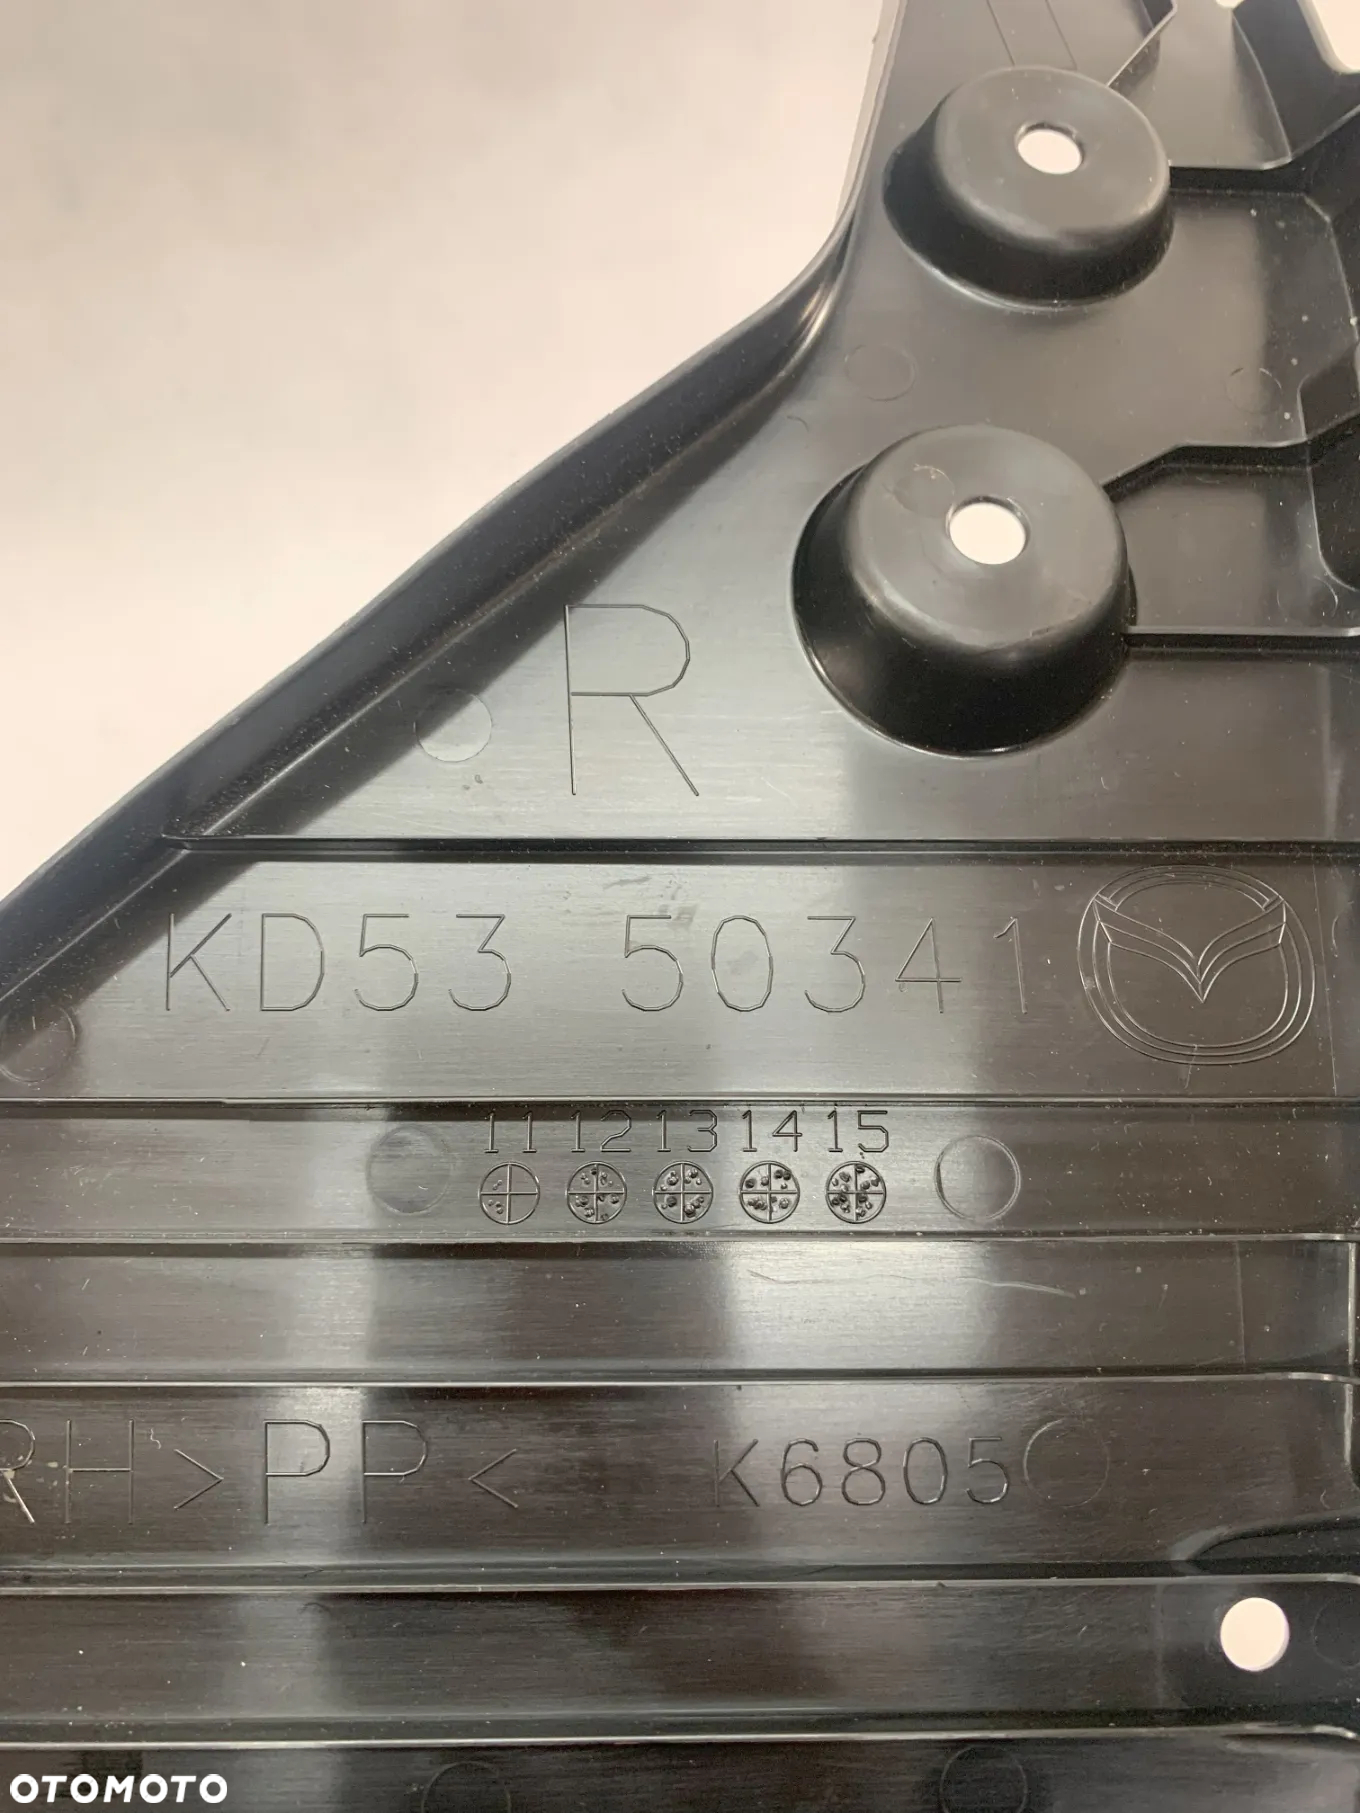 R
KD53 50341
11 12 13 14 15
RH >PP< K6805
OTOMOTO